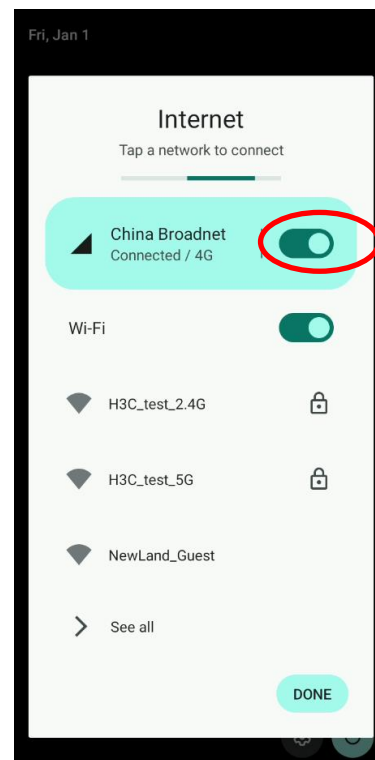 Fri, Jan 1
Internet
Tap a network to connect
China Broadnet
Connected / 4G
Wi-Fi
H3C_test_2.4G
H3C_test_5G
NewLand_Guest
See all
DONE